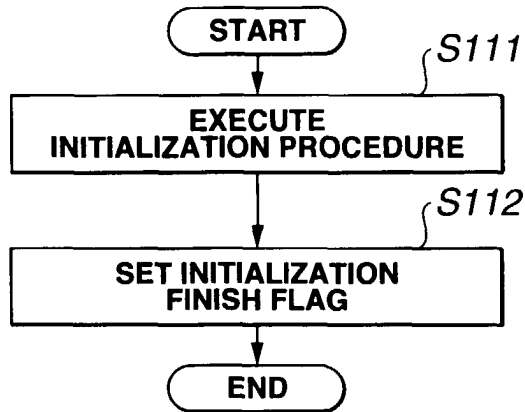 START
S111
EXECUTE
INITIALIZATION PROCEDURE
S112
SET INITIALIZATION
FINISH FLAG
END